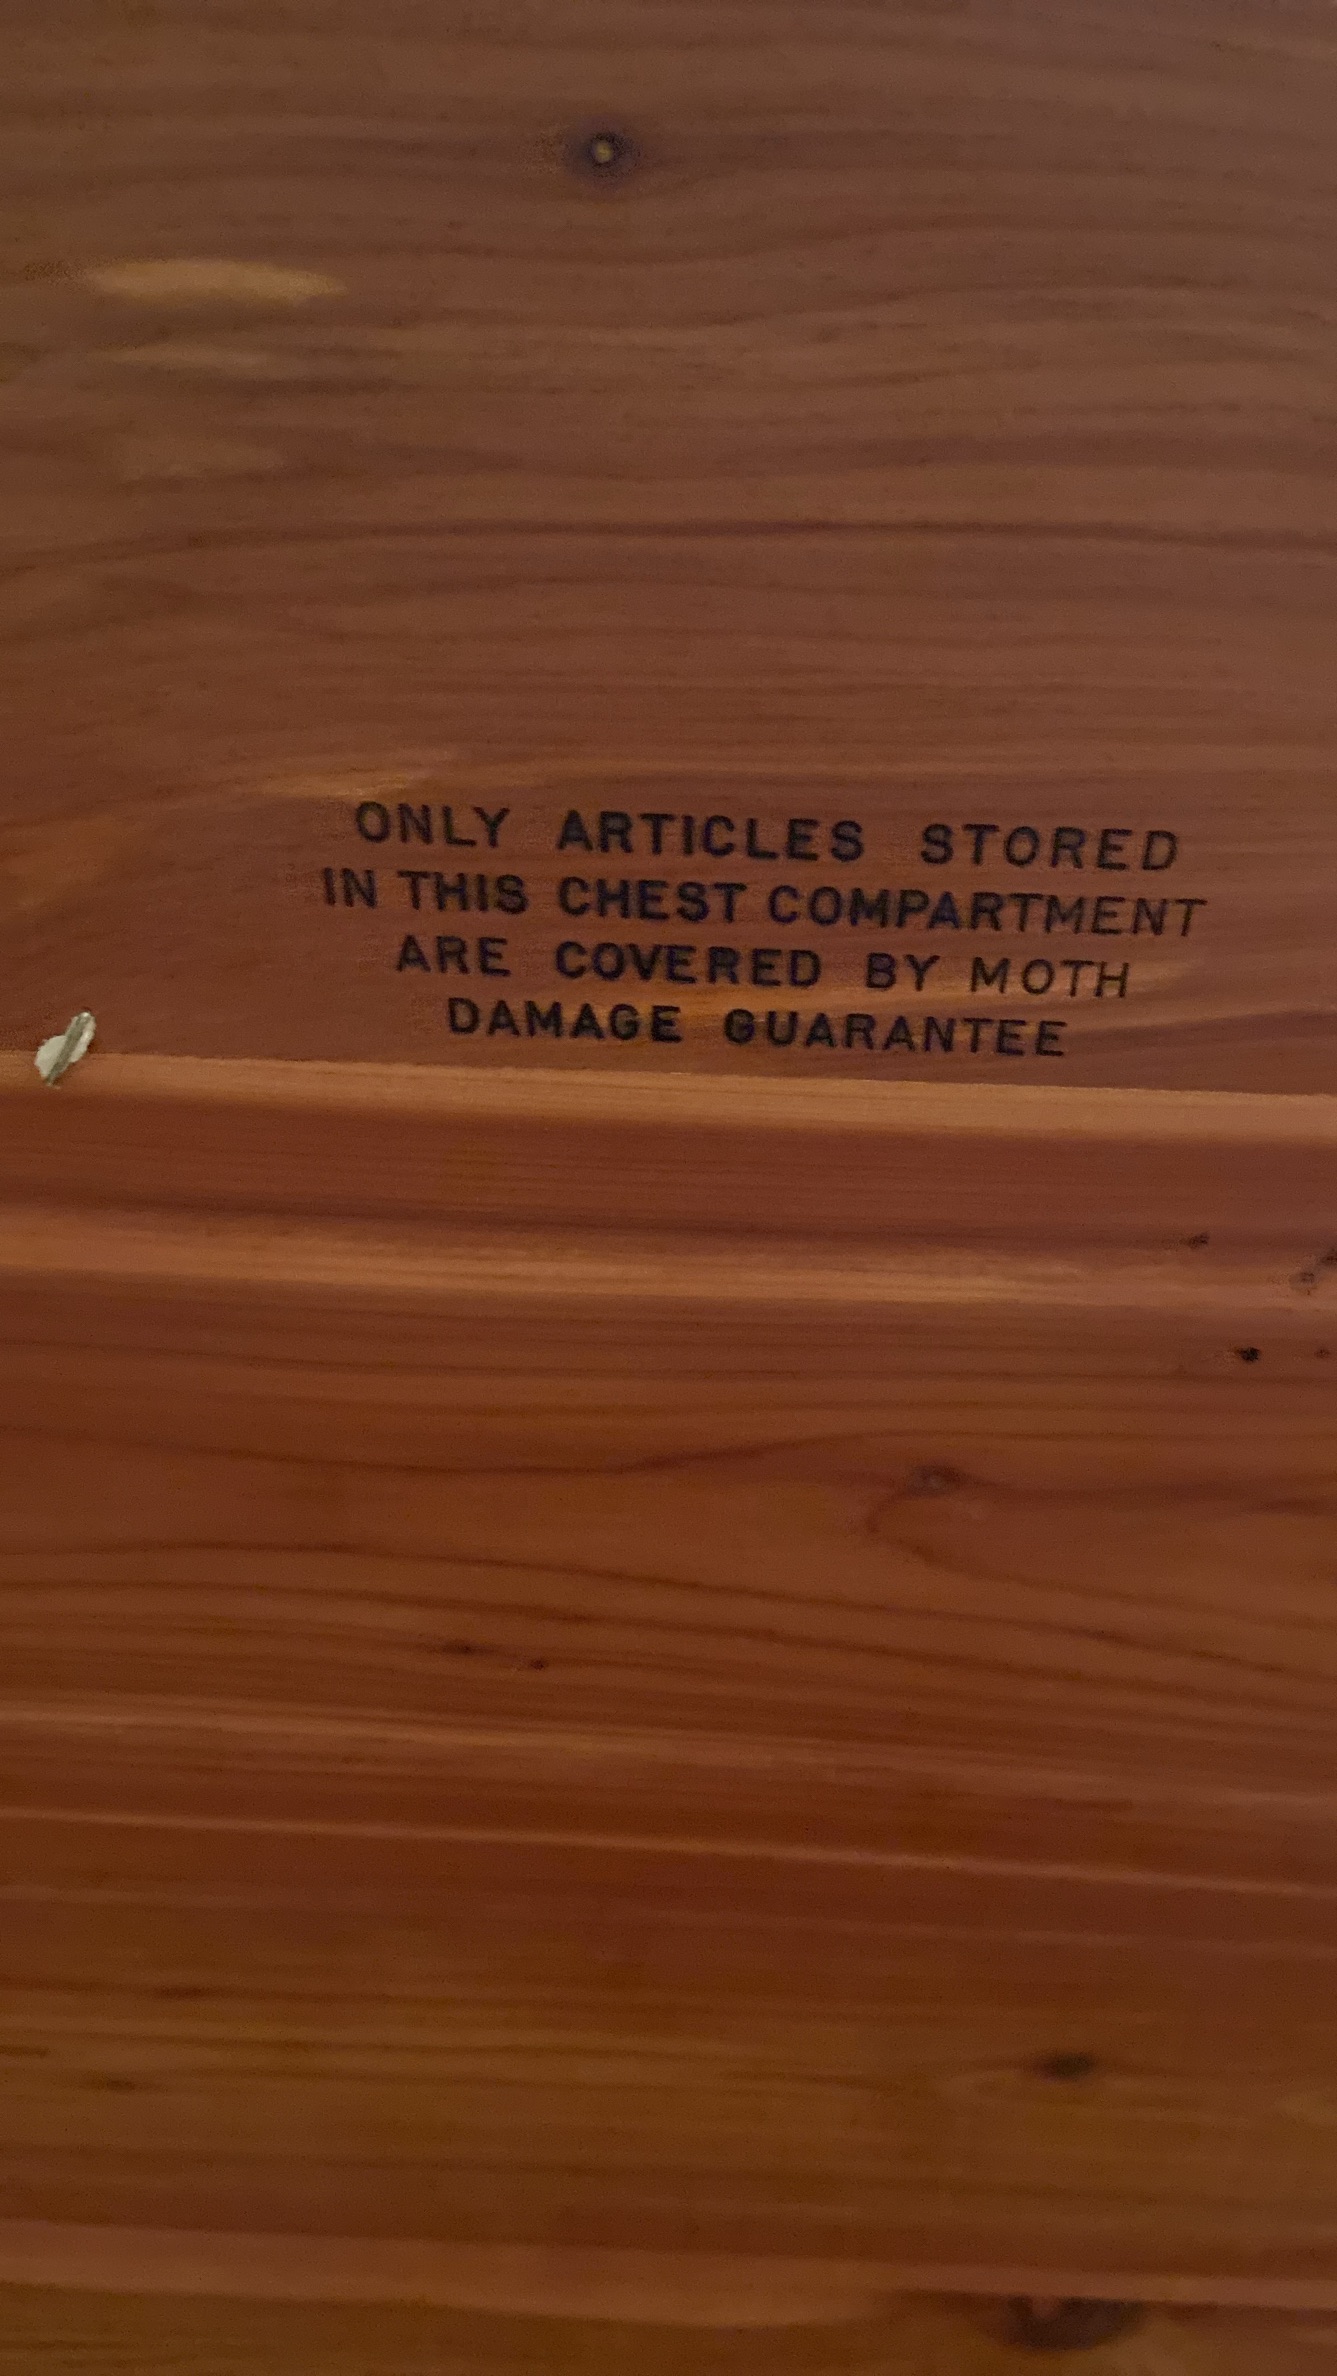 ONLY ARTICLES STORED
IN THIS CHEST COMPARTMENT
ARE COVERED BY MOTH
DAMAGE GUARANTEE